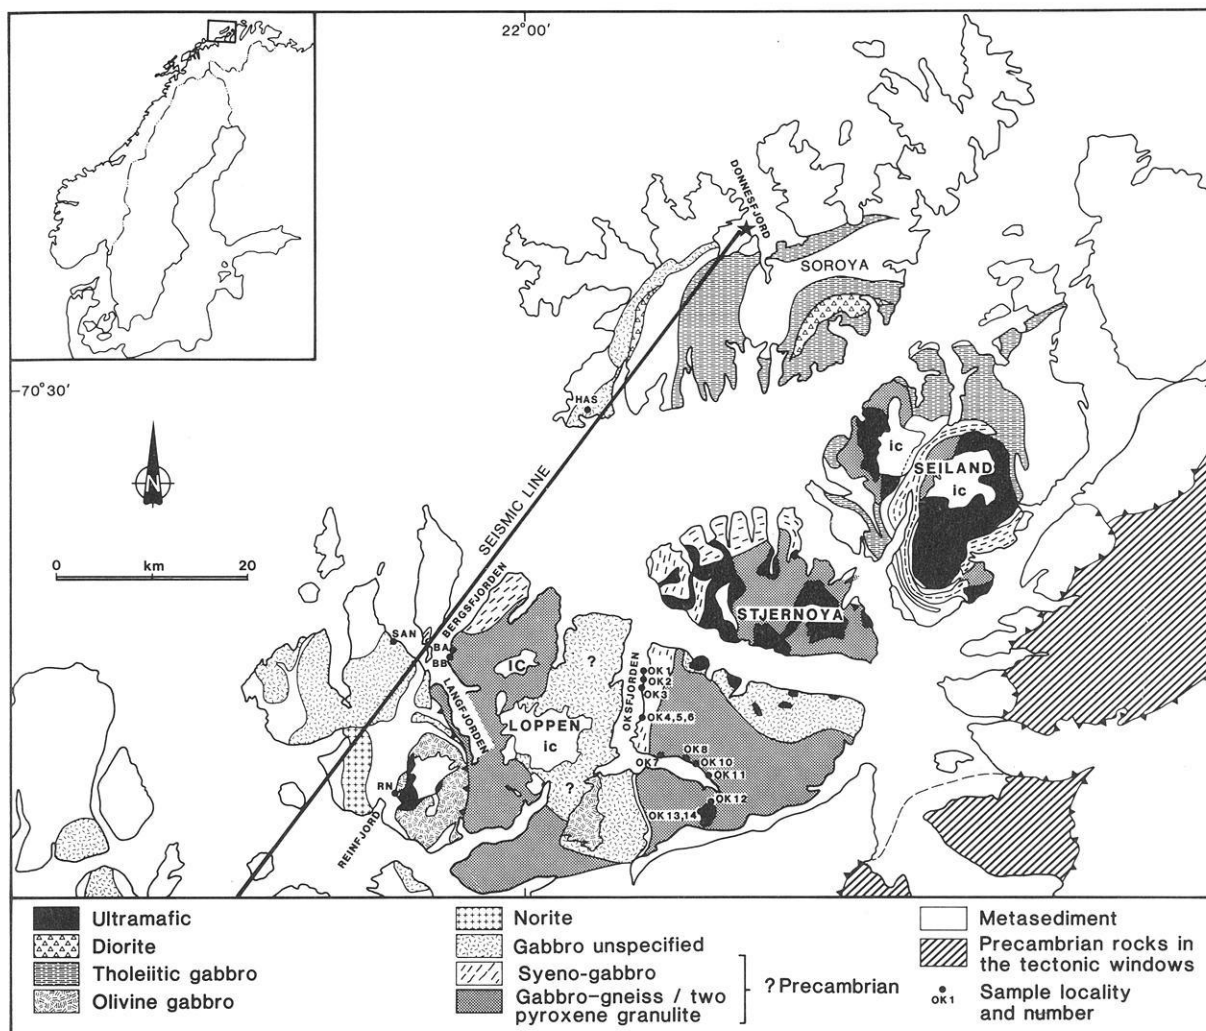 22°00′
DONNESFJORD
SOROYA
70°30′
HAS
ic
SEILAND
ic
N
SEISMIC LINE
0 km 20
STJERNOYA
BERGSFJORDEN
SAN
BA
BB
?
IC
OKSFJORDEN
OK1
OK2
OK3
LANGFJORDEN
LOPPEN
ic
OK4,5,6
OK8
OK7
OK10
OK11
RN
?
OK12
OK13,14
REINFJORD
Ultramafic
Diorite
Tholeiitic gabbro
Olivine gabbro
Norite
Gabbro unspecified
Syeno-gabbro
Gabbro-gneiss / two
pyroxene granulite
? Precambrian
Metasediment
Precambrian rocks in
the tectonic windows
OK1
Sample locality
and number